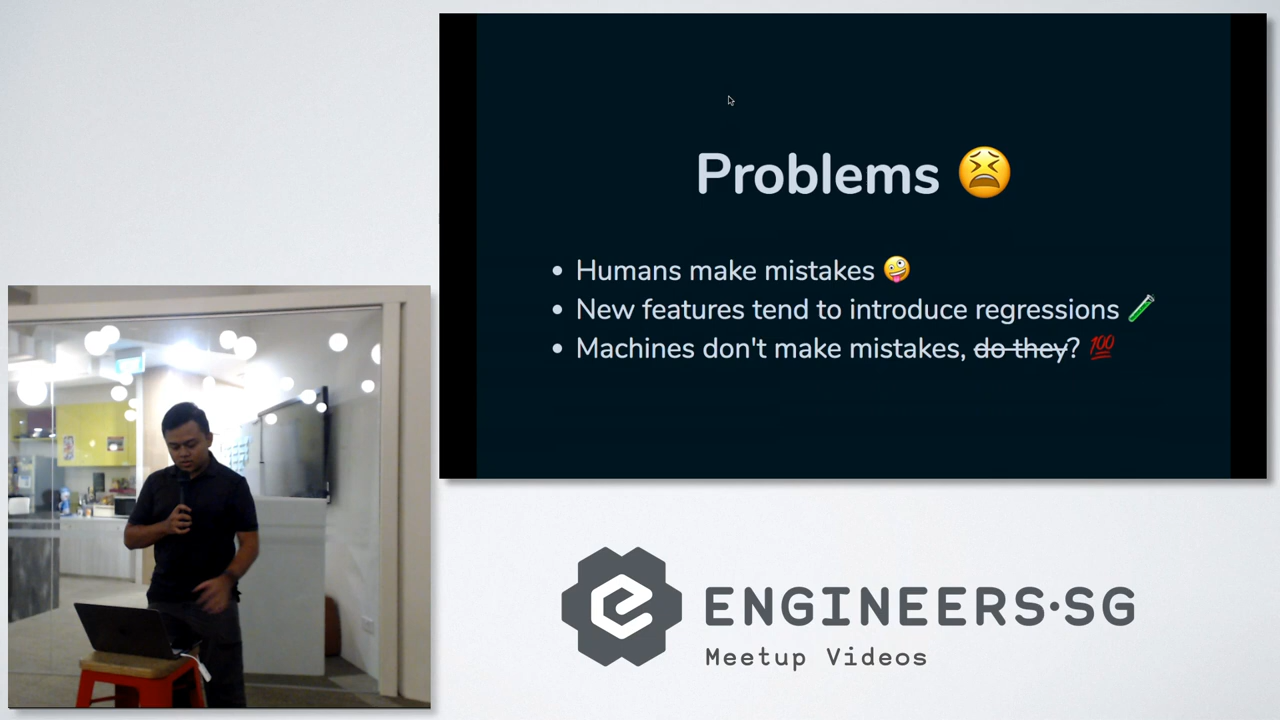 Problems 😫
• Humans make mistakes 🤪
• New features tend to introduce regressions 🧪
• Machines don't make mistakes, do they? 💯
ENGINEERS·SG
Meetup Videos